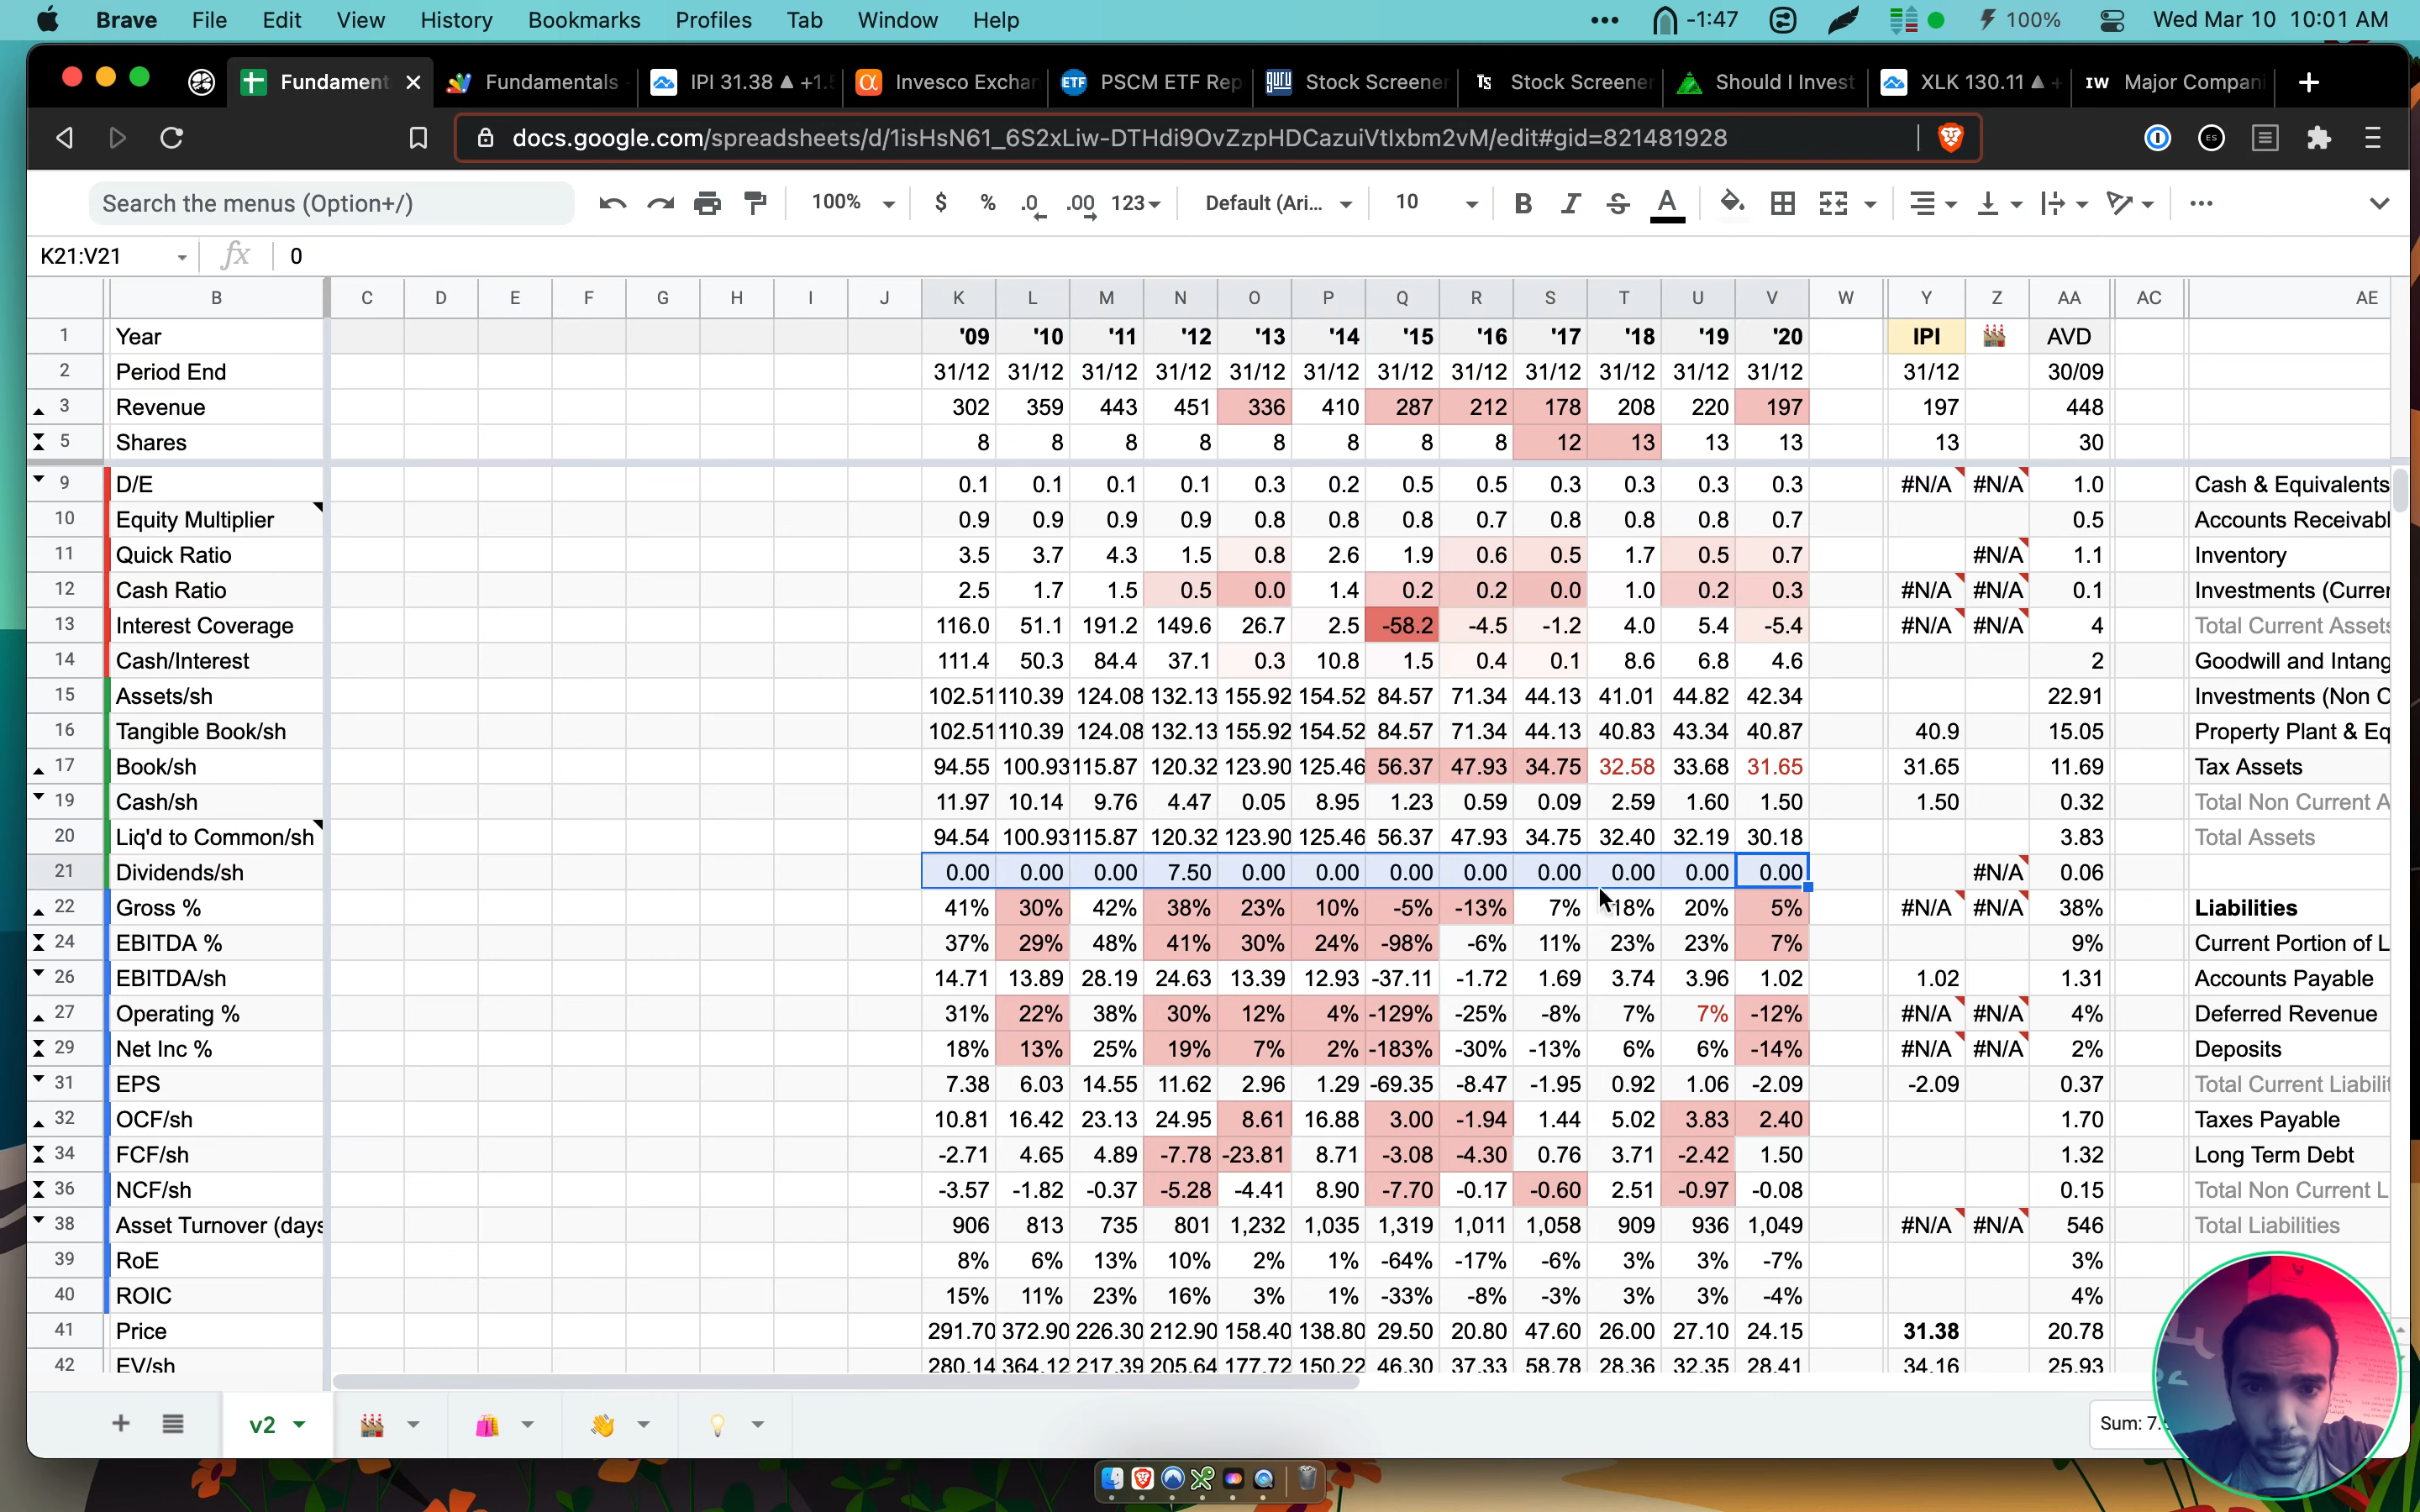 Brave File Edit View History Bookmarks Profiles Tab Window Help ••• -1:47 100% Wed Mar 10 10:01 AM
Fundament IPI 31.38 ▲ +1.5 Fundamentals Invesco Exchan PSCM ETF Rep Stock Screener Stock Screener Should I Invest XLK 130.11 ▲ + Major Compani
docs.google.com/spreadsheets/d/1isHsN61_6S2xLiw-DTHdi9OvZzpHDCazuiVtIxbm2vM/edit#gid=821481928
Search the menus (Option+/) 100% $ % .0 .00 123 Default (Ari... 10 B I S A
K21:V21 fx 0
B C D E F G H I J K L M N O P Q R S T U V W Y Z AA AC AE
1 Year '09 '10 '11 '12 '13 '14 '15 '16 '17 '18 '19 '20 IPI AVD
2 Period End 31/12 31/12 31/12 31/12 31/12 31/12 31/12 31/12 31/12 31/12 31/12 31/12 31/12 30/09
3 Revenue 302 359 443 451 336 410 287 212 178 208 220 197 197 448
5 Shares 8 8 8 8 8 8 8 8 12 13 13 13 13 30
9 D/E 0.1 0.1 0.1 0.1 0.3 0.2 0.5 0.5 0.3 0.3 0.3 0.3 #N/A #N/A 1.0 Cash & Equivalents
10 Equity Multiplier 0.9 0.9 0.9 0.9 0.8 0.8 0.8 0.7 0.8 0.8 0.8 0.7 0.5 Accounts Receivabl
11 Quick Ratio 3.5 3.7 4.3 1.5 0.8 2.6 1.9 0.6 0.5 1.7 0.5 0.7 #N/A 1.1 Inventory
12 Cash Ratio 2.5 1.7 1.5 0.5 0.0 1.4 0.2 0.2 0.0 1.0 0.2 0.3 #N/A #N/A 0.1 Investments (Currer
13 Interest Coverage 116.0 51.1 191.2 149.6 26.7 2.5 -58.2 -4.5 -1.2 4.0 5.4 -5.4 #N/A #N/A 4 Total Current Assets
14 Cash/Interest 111.4 50.3 84.4 37.1 0.3 10.8 1.5 0.4 0.1 8.6 6.8 4.6 2 Goodwill and Intang
15 Assets/sh 102.51 110.39 124.08 132.13 155.92 154.52 84.57 71.34 44.13 41.01 44.82 42.34 22.91 Investments (Non C
16 Tangible Book/sh 102.51 110.39 124.08 132.13 155.92 154.52 84.57 71.34 44.13 40.83 43.34 40.87 40.9 15.05 Property Plant & Eq
17 Book/sh 94.55 100.93 115.87 120.32 123.90 125.46 56.37 47.93 34.75 32.58 33.68 31.65 31.65 11.69 Tax Assets
19 Cash/sh 11.97 10.14 9.76 4.47 0.05 8.95 1.23 0.59 0.09 2.59 1.60 1.50 1.50 0.32 Total Non Current A
20 Liq'd to Common/sh 94.54 100.93 115.87 120.32 123.90 125.46 56.37 47.93 34.75 32.40 32.19 30.18 3.83 Total Assets
21 Dividends/sh 0.00 0.00 0.00 7.50 0.00 0.00 0.00 0.00 0.00 0.00 0.00 0.00 #N/A 0.06
22 Gross % 41% 30% 42% 38% 23% 10% -5% -13% 7% 18% 20% 5% #N/A #N/A 38% Liabilities
24 EBITDA % 37% 29% 48% 41% 30% 24% -98% -6% 11% 23% 23% 7% 9% Current Portion of L
26 EBITDA/sh 14.71 13.89 28.19 24.63 13.39 12.93 -37.11 -1.72 1.69 3.74 3.96 1.02 1.02 1.31 Accounts Payable
27 Operating % 31% 22% 38% 30% 12% 4% -129% -25% -8% 7% 7% -12% #N/A #N/A 4% Deferred Revenue
29 Net Inc % 18% 13% 25% 19% 7% 2% -183% -30% -13% 6% 6% -14% #N/A #N/A 2% Deposits
31 EPS 7.38 6.03 14.55 11.62 2.96 1.29 -69.35 -8.47 -1.95 0.92 1.06 -2.09 -2.09 0.37 Total Current Liabilit
32 OCF/sh 10.81 16.42 23.13 24.95 8.61 16.88 3.00 -1.94 1.44 5.02 3.83 2.40 1.70 Taxes Payable
34 FCF/sh -2.71 4.65 4.89 -7.78 -23.81 8.71 -3.08 -4.30 0.76 3.71 -2.42 1.50 1.32 Long Term Debt
36 NCF/sh -3.57 -1.82 -0.37 -5.28 -4.41 8.90 -7.70 -0.17 -0.60 2.51 -0.97 -0.08 0.15 Total Non Current L
38 Asset Turnover (days 906 813 735 801 1,232 1,035 1,319 1,011 1,058 909 936 1,049 #N/A #N/A 546 Total Liabilities
39 RoE 8% 6% 13% 10% 2% 1% -64% -17% -6% 3% 3% -7% 3%
40 ROIC 15% 11% 23% 16% 3% 1% -33% -8% -3% 3% 3% -4% 4%
41 Price 291.70 372.90 226.30 212.90 158.40 138.80 29.50 20.80 47.60 26.00 27.10 24.15 31.38 20.78
42 EV/sh 280.14 364.12 217.39 205.64 177.72 150.22 46.30 37.33 58.78 28.36 32.35 28.41 34.16 25.93
v2 Sum: 7.